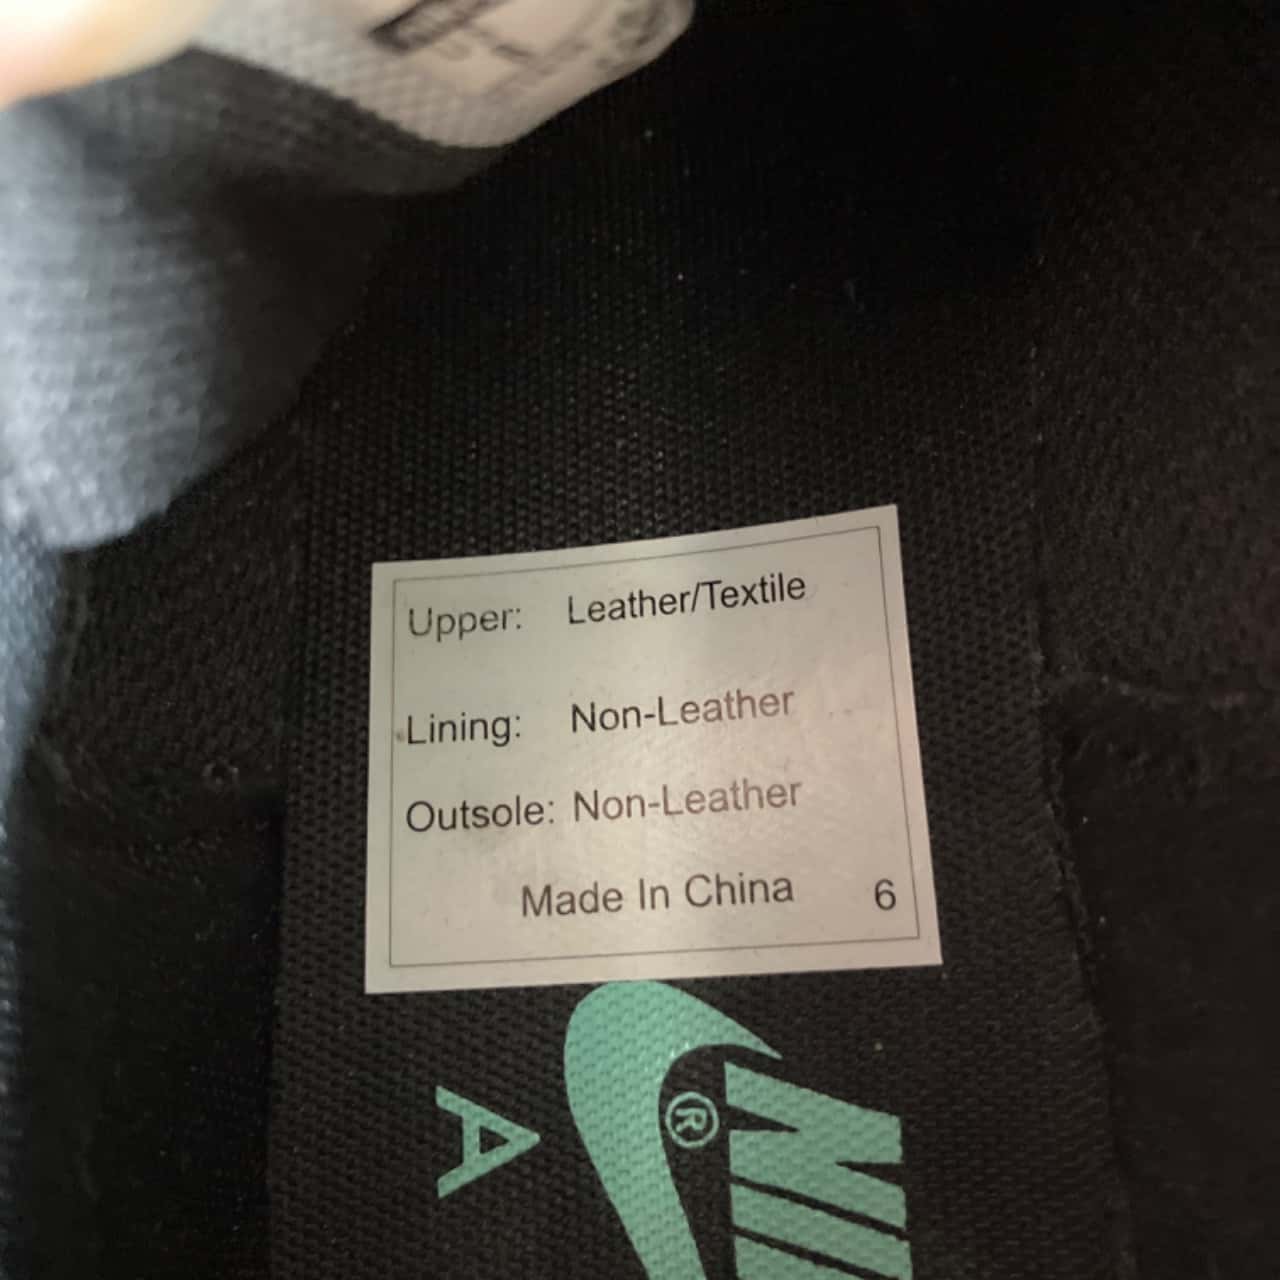 Upper: Leather/Textile
Lining: Non-Leather
Outsole: Non-Leather
Made In China 6
®
A